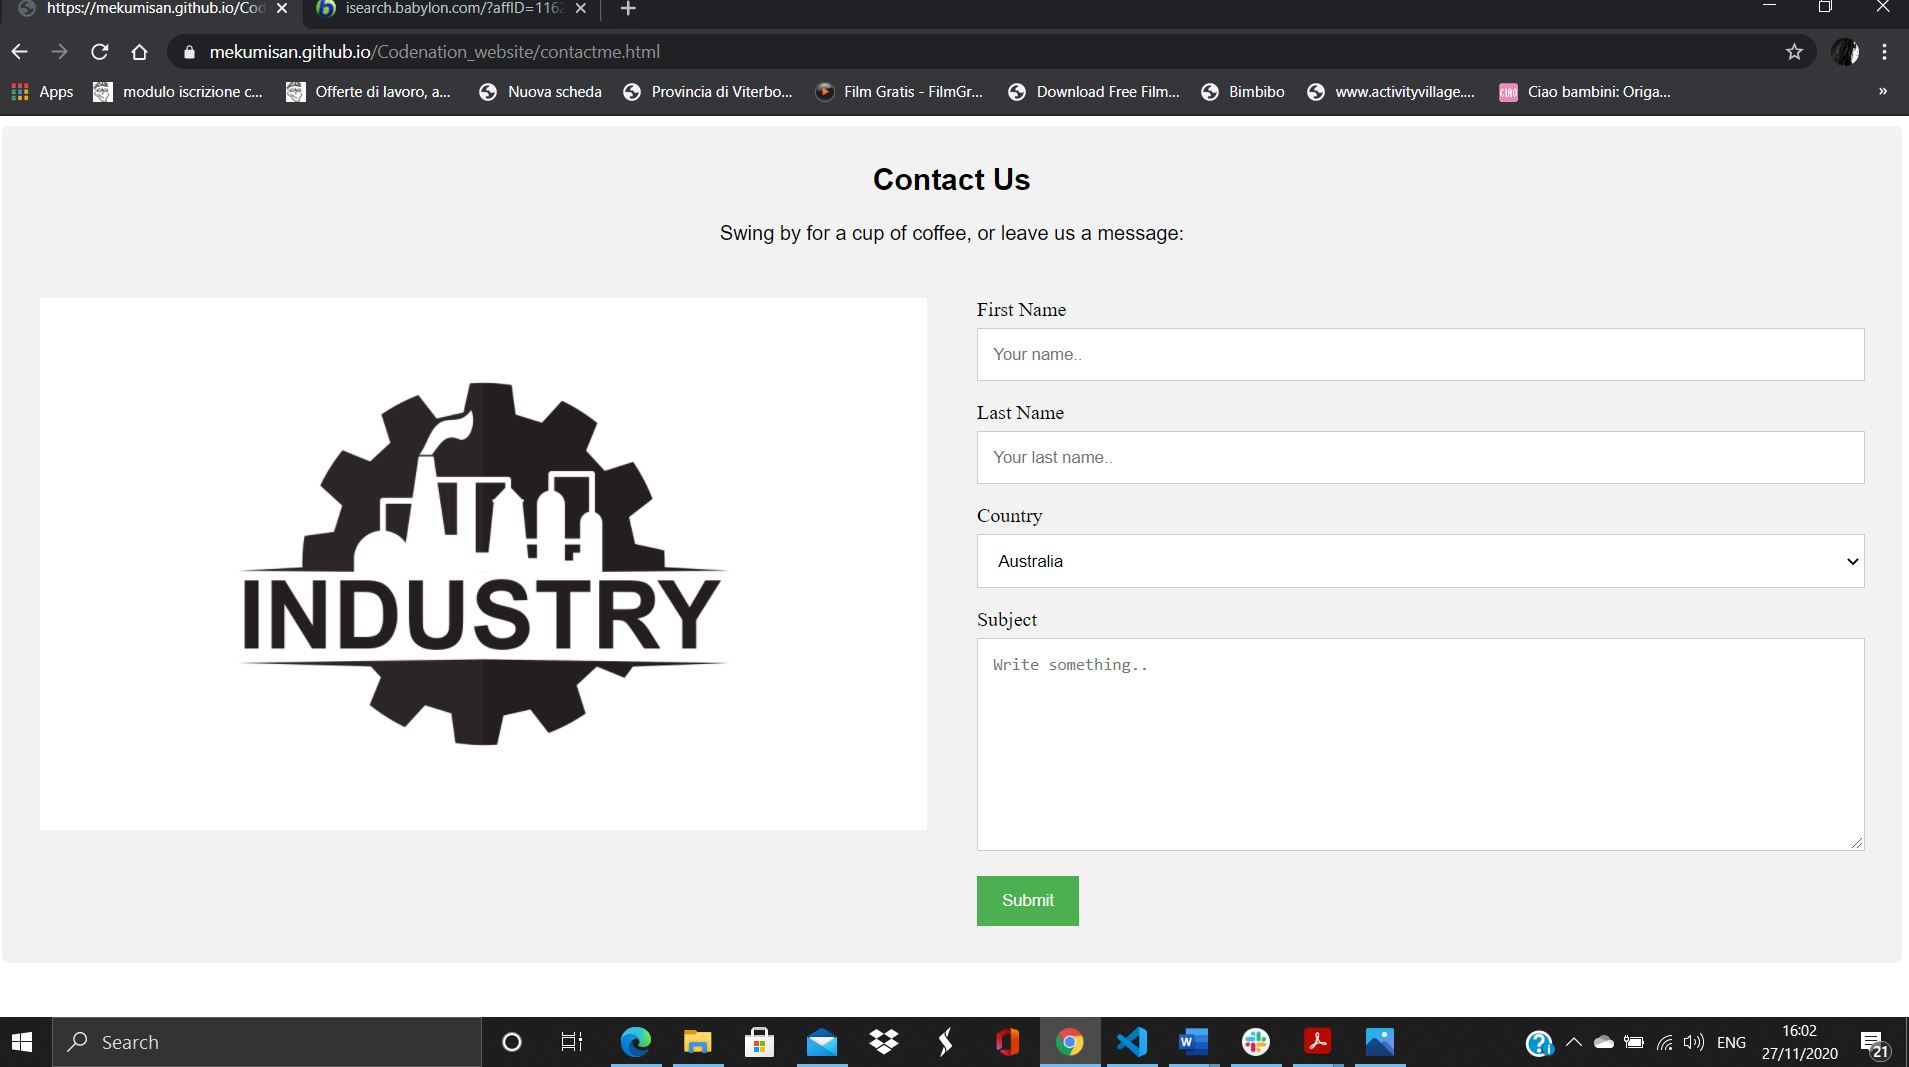 https://mekumisan.github.io/Cod
isearch.babylon.com/?affID=1162
mekumisan.github.io/Codenation_website/contactme.html
Apps
modulo iscrizione c...
Offerte di lavoro, a...
Nuova scheda
Provincia di Viterbo...
Film Gratis - FilmGr...
Download Free Film...
Bimbibo
www.activityvillage....
CIAO
Ciao bambini: Origa...
»
Contact Us
Swing by for a cup of coffee, or leave us a message:
INDUSTRY
First Name
Your name..
Last Name
Your last name..
Country
Australia
Subject
Write something..
Submit
Search
ENG
16:02
27/11/2020
21